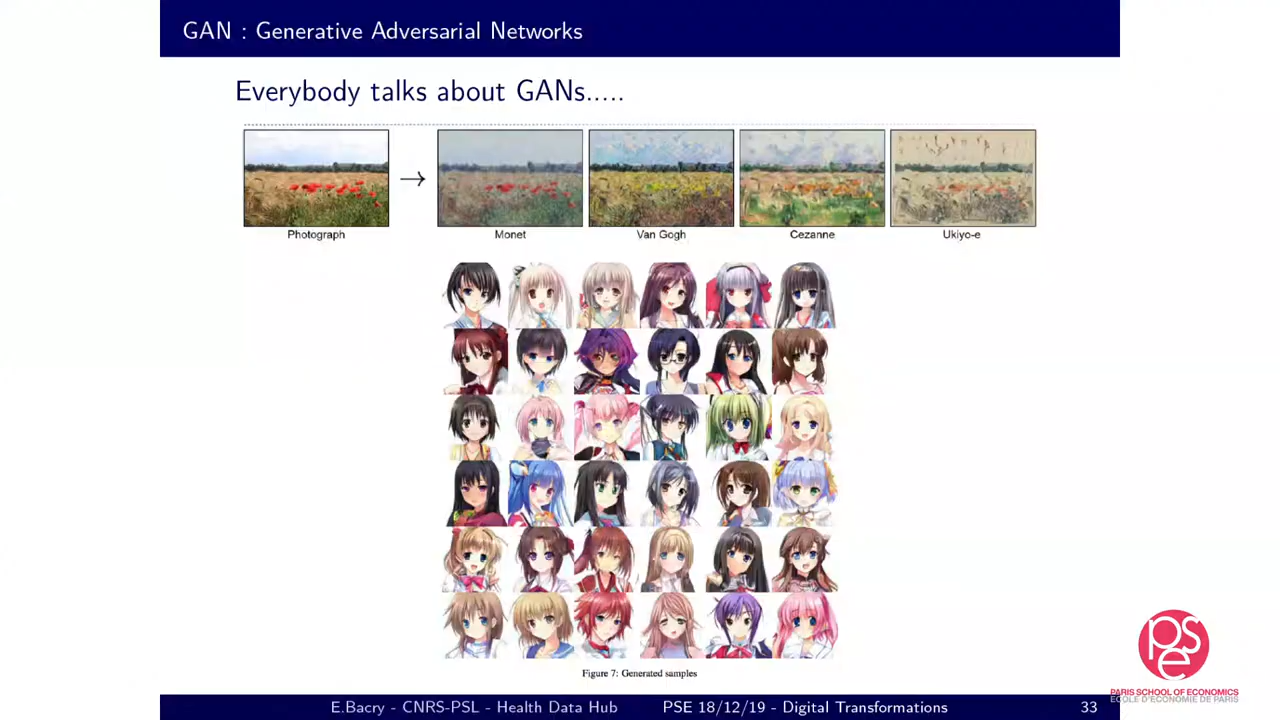 GAN : Generative Adversarial Networks
Everybody talks about GANs.....
→
Photograph Monet Van Gogh Cezanne Ukiyo-e
Figure 7: Generated samples
pse
PARIS SCHOOL OF ECONOMICS
ECOLE D'ECONOMIE DE PARIS
E.Bacry - CNRS-PSL - Health Data Hub PSE 18/12/19 - Digital Transformations 33